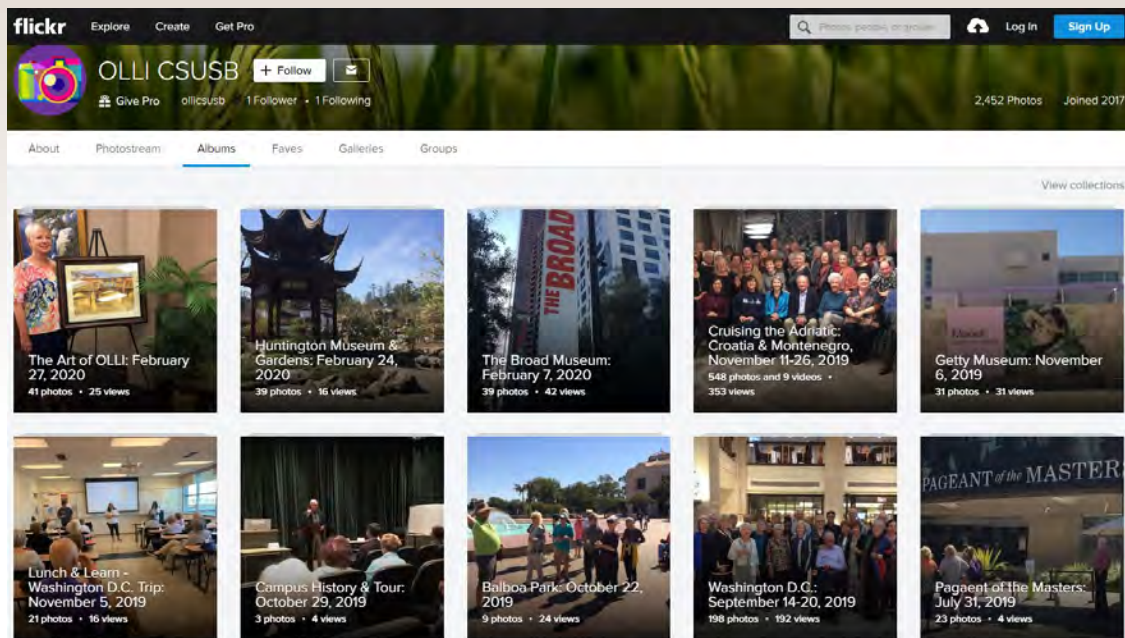 flickr Explore Create Get Pro Photos, people, or groups Log In Sign Up
OLLI CSUSB + Follow
Give Pro ollicsusb 1 Follower • 1 Following 2,452 Photos Joined 2017
About Photostream Albums Faves Galleries Groups
View collections
THE BROAD
The Art of OLLI: February
27, 2020
41 photos • 25 views
Huntington Museum &
Gardens: February 24,
2020
39 photos • 16 views
The Broad Museum:
February 7, 2020
39 photos • 42 views
Cruising the Adriatic:
Croatia & Montenegro,
November 11-26, 2019
548 photos and 9 videos •
353 views
Manet
Getty Museum: November
6, 2019
31 photos • 31 views
Lunch & Learn -
Washington D.C. Trip:
November 5, 2019
21 photos • 16 views
Campus History & Tour:
October 29, 2019
3 photos • 4 views
Balboa Park: October 22,
2019
9 photos • 24 views
Washington D.C.:
September 14-20, 2019
198 photos • 192 views
PAGEANT of the MASTERS
Pagaent of the Masters:
July 31, 2019
23 photos • 4 views